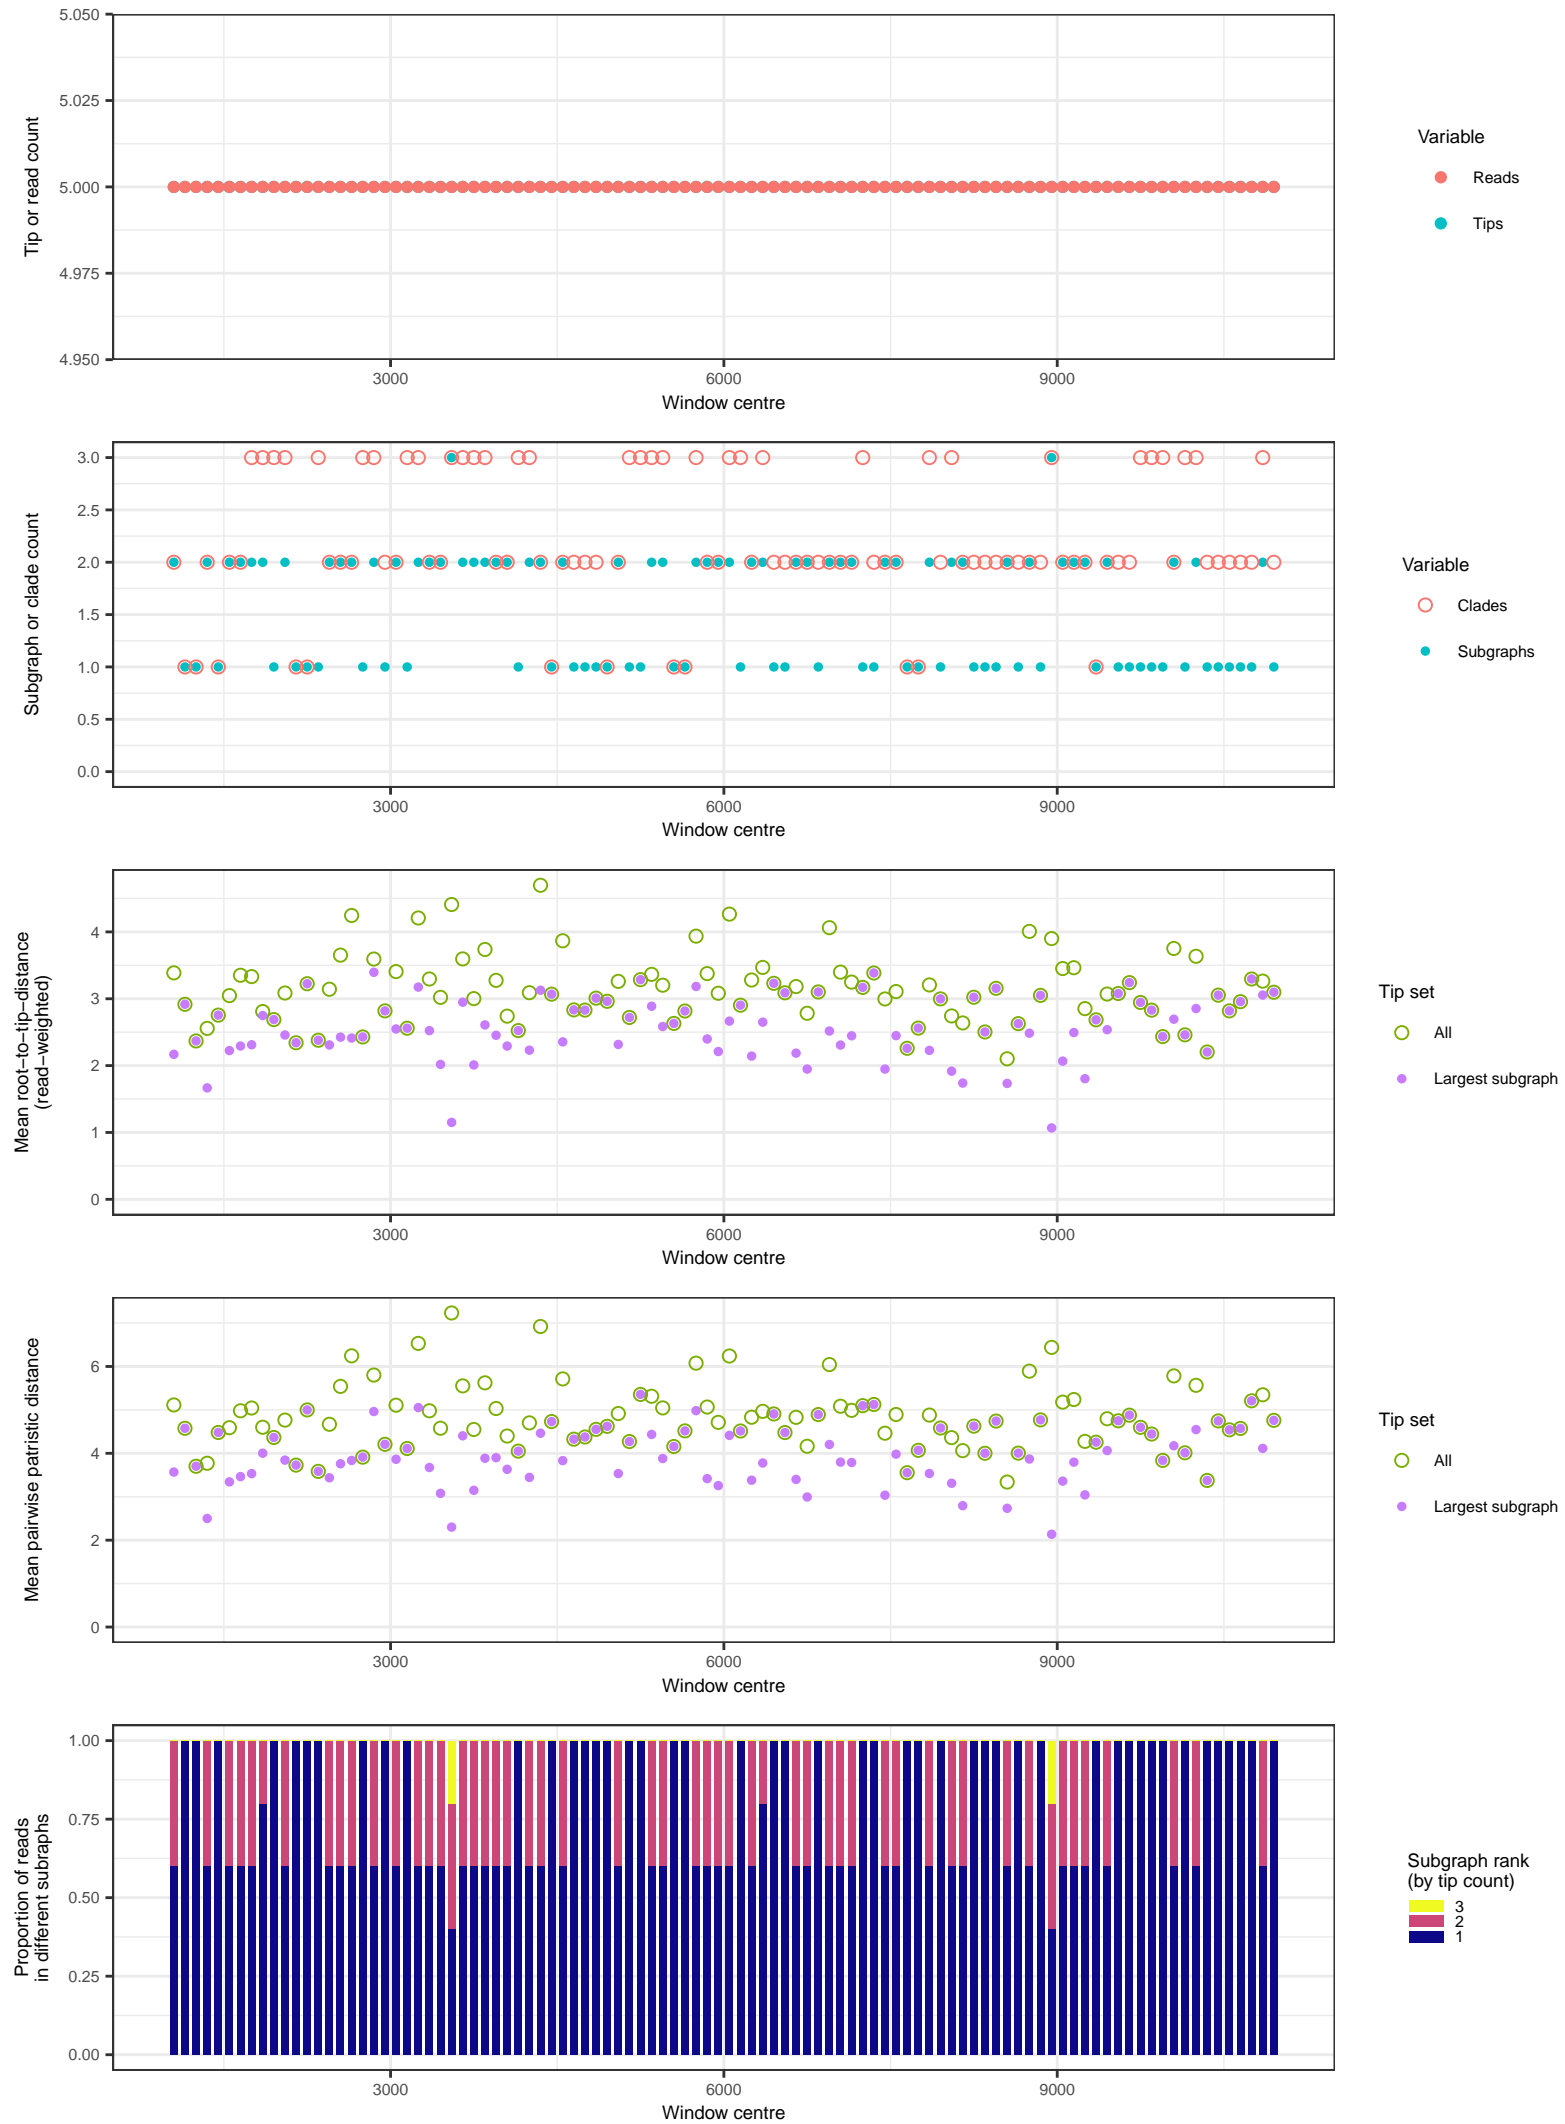 5.050
5.025
5.000
4.975
4.950
Tip or read count
3000
6000
9000
Window centre
Variable
Reads
Tips
3.0
2.5
2.0
1.5
1.0
0.5
0.0
Subgraph or clade count
3000
6000
9000
Window centre
Variable
Clades
Subgraphs
4
3
2
1
0
Mean root−to−tip−distance
(read−weighted)
3000
6000
9000
Window centre
Tip set
All
Largest subgraph
6
4
2
0
Mean pairwise patristic distance
3000
6000
9000
Window centre
Tip set
All
Largest subgraph
1.00
0.75
0.50
0.25
0.00
Proportion of reads
in different subraphs
3000
6000
9000
Window centre
Subgraph rank
(by tip count)
3
2
1